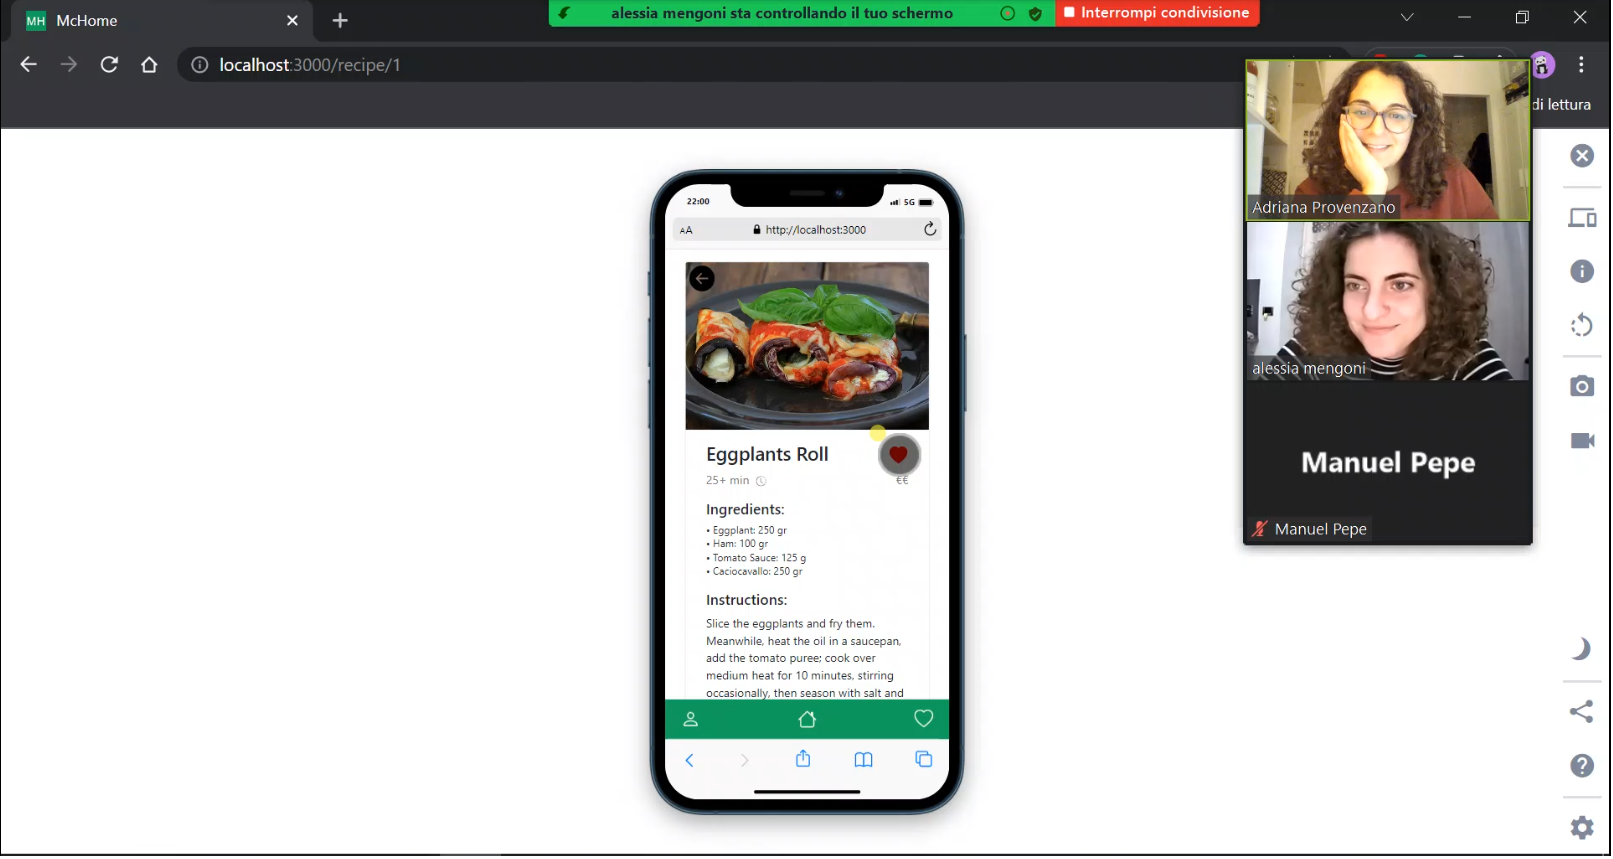 MH McHome
alessia mengoni sta controllando il tuo schermo
Interrompi condivisione
localhost:3000/recipe/1
di lettura
22:00
5G
AA
http://localhost:3000
Eggplants Roll
25+ min
€€
Ingredients:
• Eggplant: 250 gr
• Ham: 100 gr
• Tomato Sauce: 125 g
• Caciocavallo: 250 gr
Instructions:
Slice the eggplants and fry them.
Meanwhile, heat the oil in a saucepan,
add the tomato puree; cook over
medium heat for 10 minutes, stirring
occasionally, then season with salt and
Adriana Provenzano
alessia mengoni
Manuel Pepe
Manuel Pepe